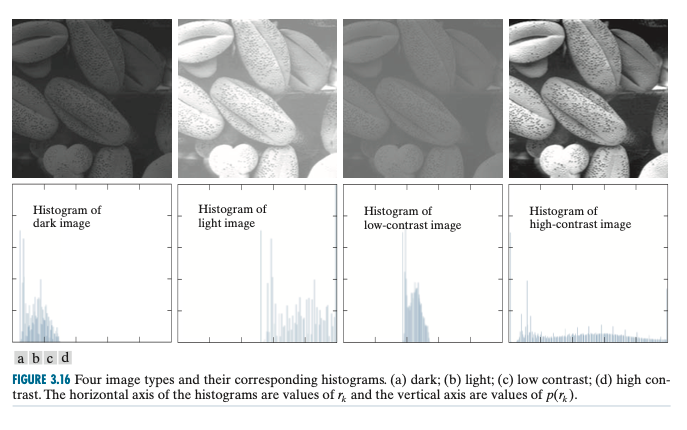 Histogram of
dark image
Histogram of
light image
Histogram of
low-contrast image
Histogram of
high-contrast image
a b c d
FIGURE 3.16 Four image types and their corresponding histograms. (a) dark; (b) light; (c) low contrast; (d) high con-
trast. The horizontal axis of the histograms are values of rₖ and the vertical axis are values of p(rₖ).